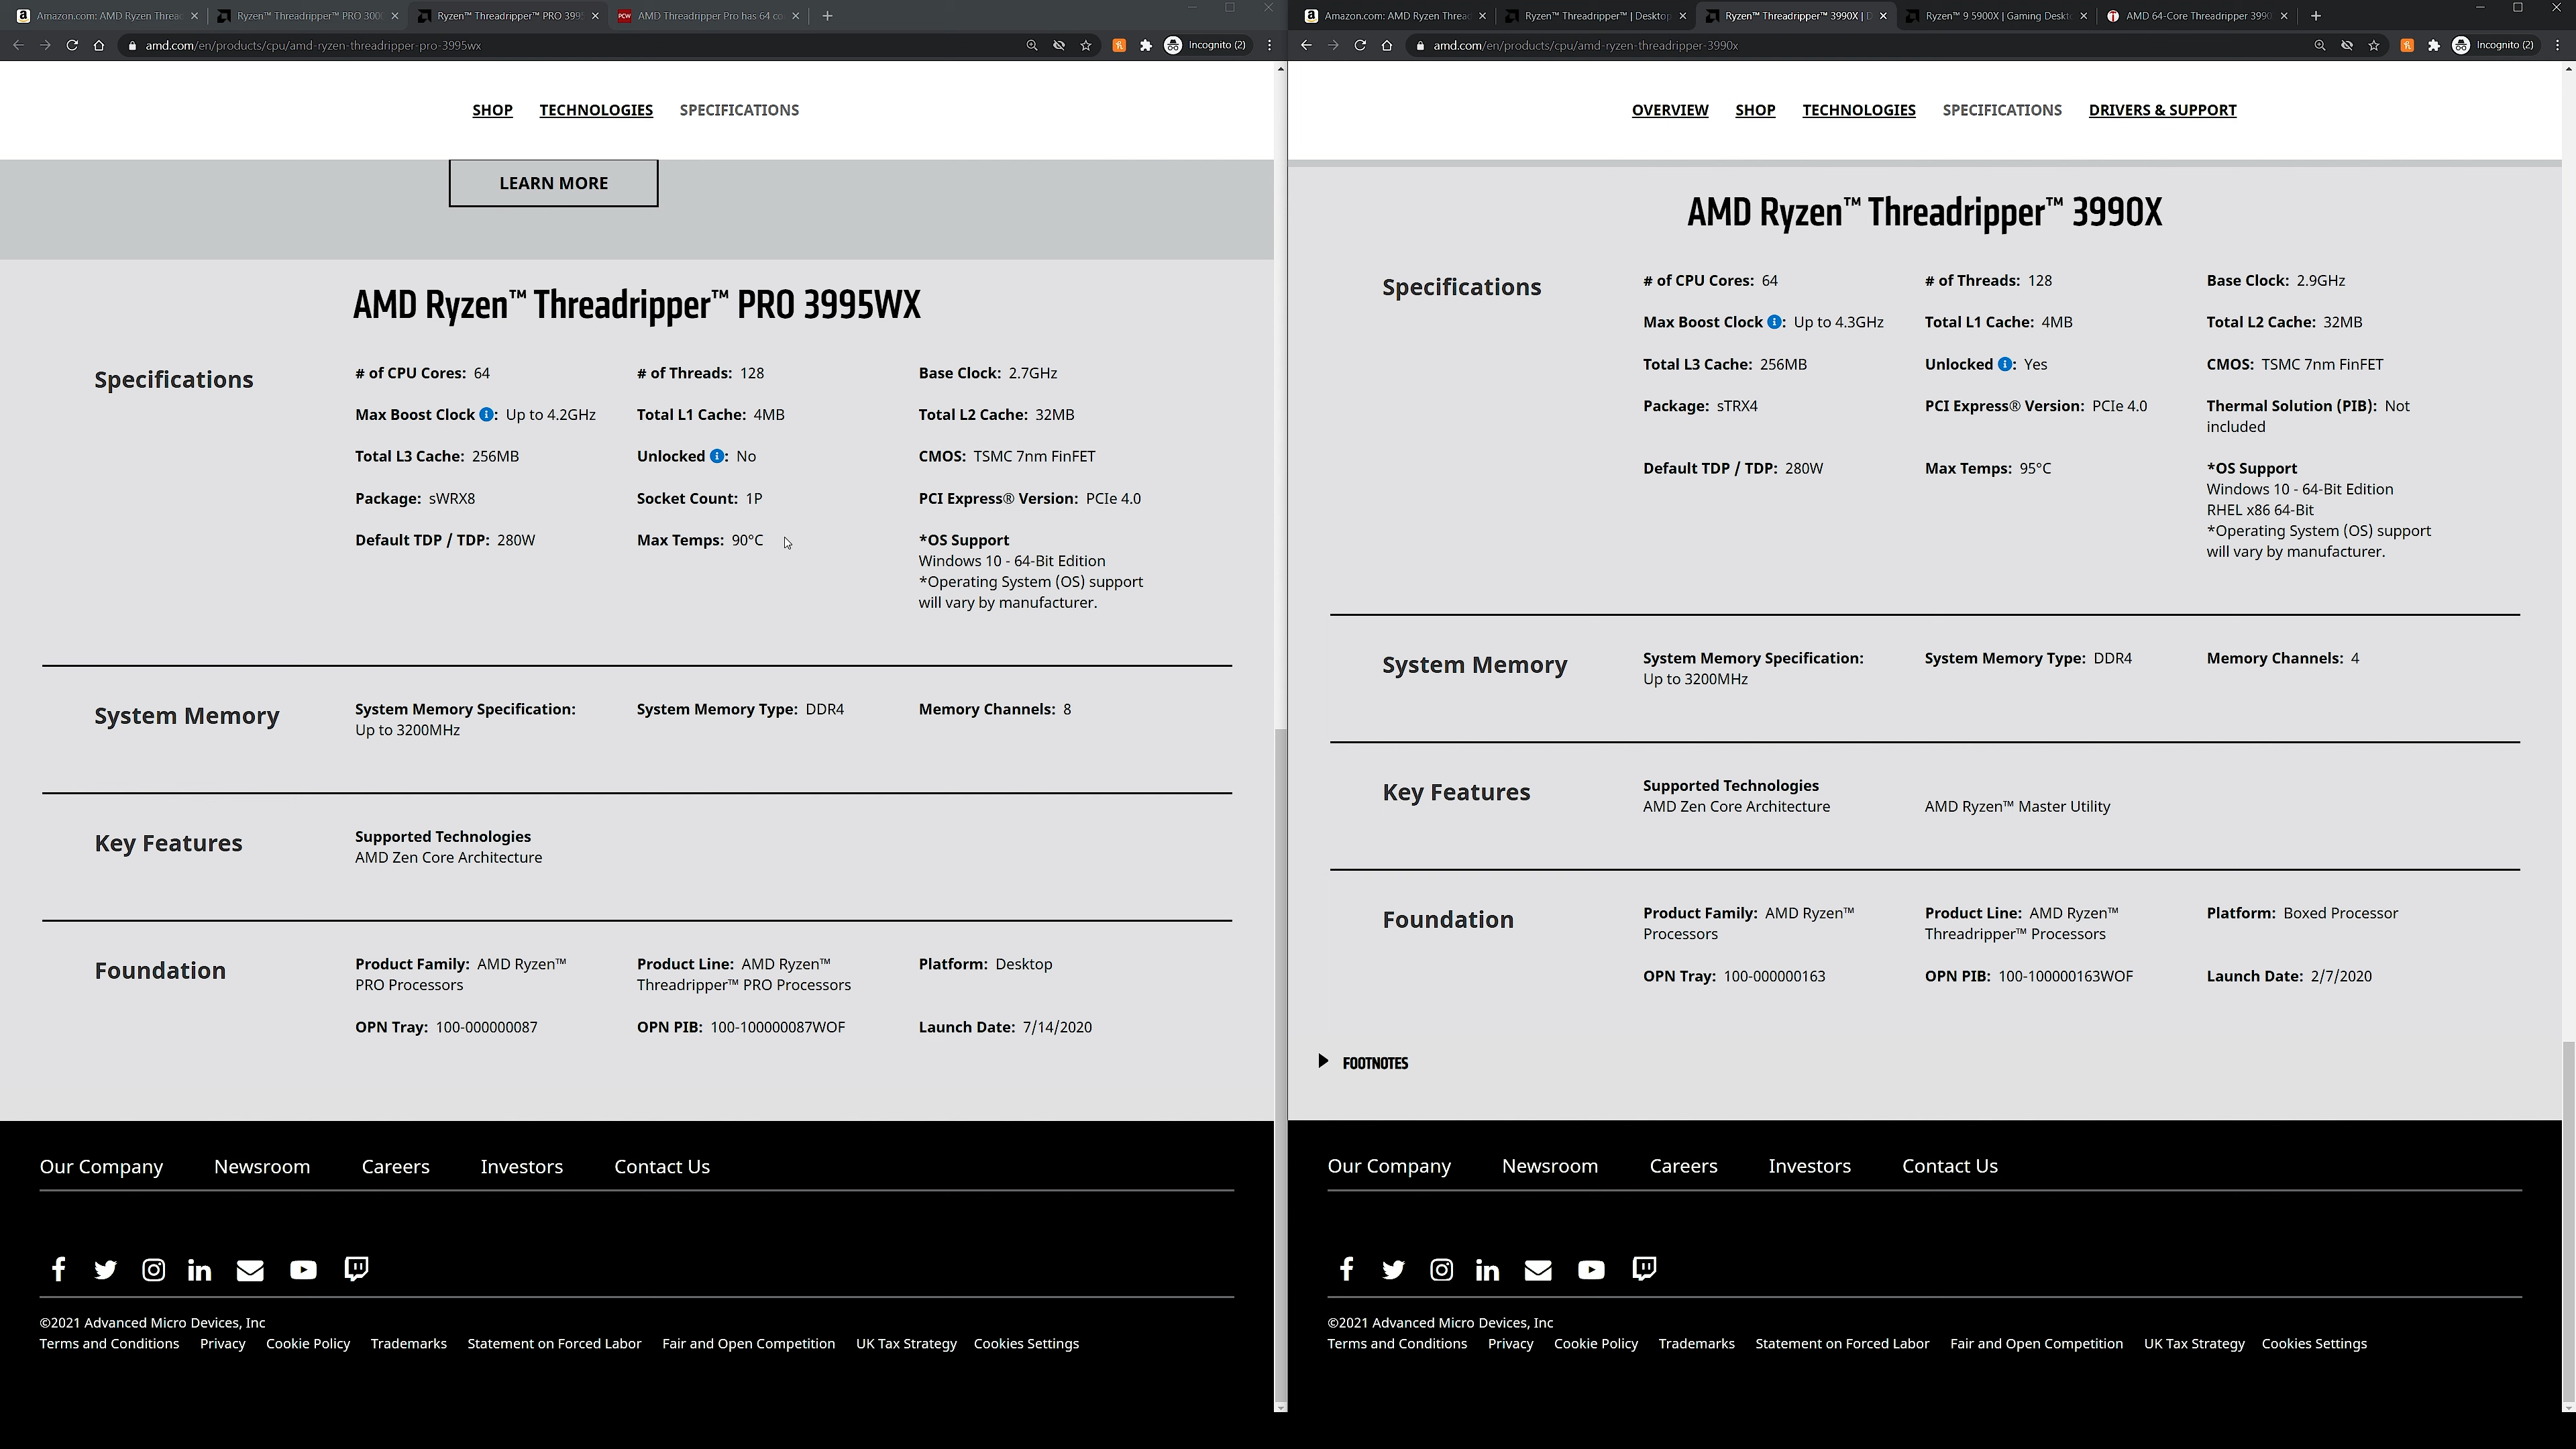 Amazon.com: AMD Ryzen Threac
Ryzen™ Threadripper™ PRO 300
Ryzen™ Threadripper™ PRO 399
PCW AMD Threadripper Pro has 64 co
amd.com/en/products/cpu/amd-ryzen-threadripper-pro-3995wx
Incognito (2)
SHOP TECHNOLOGIES SPECIFICATIONS
LEARN MORE
AMD Ryzen™ Threadripper™ PRO 3995WX
Specifications
# of CPU Cores: 64 # of Threads: 128 Base Clock: 2.7GHz
Max Boost Clock i: Up to 4.2GHz Total L1 Cache: 4MB Total L2 Cache: 32MB
Total L3 Cache: 256MB Unlocked i: No CMOS: TSMC 7nm FinFET
Package: sWRX8 Socket Count: 1P PCI Express® Version: PCIe 4.0
Default TDP / TDP: 280W Max Temps: 90°C *OS Support
Windows 10 - 64-Bit Edition
*Operating System (OS) support
will vary by manufacturer.
System Memory
System Memory Specification: System Memory Type: DDR4 Memory Channels: 8
Up to 3200MHz
Key Features
Supported Technologies
AMD Zen Core Architecture
Foundation
Product Family: AMD Ryzen™ Product Line: AMD Ryzen™ Platform: Desktop
PRO Processors Threadripper™ PRO Processors
OPN Tray: 100-000000087 OPN PIB: 100-100000087WOF Launch Date: 7/14/2020
Our Company Newsroom Careers Investors Contact Us
©2021 Advanced Micro Devices, Inc
Terms and Conditions Privacy Cookie Policy Trademarks Statement on Forced Labor Fair and Open Competition UK Tax Strategy Cookies Settings
Amazon.com: AMD Ryzen Threac
Ryzen™ Threadripper™ | Desktop
Ryzen™ Threadripper™ 3990X | D
Ryzen™ 9 5900X | Gaming Deskt
AMD 64-Core Threadripper 3990
amd.com/en/products/cpu/amd-ryzen-threadripper-3990x
Incognito (2)
OVERVIEW SHOP TECHNOLOGIES SPECIFICATIONS DRIVERS & SUPPORT
AMD Ryzen™ Threadripper™ 3990X
Specifications
# of CPU Cores: 64 # of Threads: 128 Base Clock: 2.9GHz
Max Boost Clock i: Up to 4.3GHz Total L1 Cache: 4MB Total L2 Cache: 32MB
Total L3 Cache: 256MB Unlocked i: Yes CMOS: TSMC 7nm FinFET
Package: sTRX4 PCI Express® Version: PCIe 4.0 Thermal Solution (PIB): Not
included
Default TDP / TDP: 280W Max Temps: 95°C *OS Support
Windows 10 - 64-Bit Edition
RHEL x86 64-Bit
*Operating System (OS) support
will vary by manufacturer.
System Memory
System Memory Specification: System Memory Type: DDR4 Memory Channels: 4
Up to 3200MHz
Key Features
Supported Technologies
AMD Zen Core Architecture AMD Ryzen™ Master Utility
Foundation
Product Family: AMD Ryzen™ Product Line: AMD Ryzen™ Platform: Boxed Processor
Processors Threadripper™ Processors
OPN Tray: 100-000000163 OPN PIB: 100-100000163WOF Launch Date: 2/7/2020
FOOTNOTES
Our Company Newsroom Careers Investors Contact Us
©2021 Advanced Micro Devices, Inc
Terms and Conditions Privacy Cookie Policy Trademarks Statement on Forced Labor Fair and Open Competition UK Tax Strategy Cookies Settings